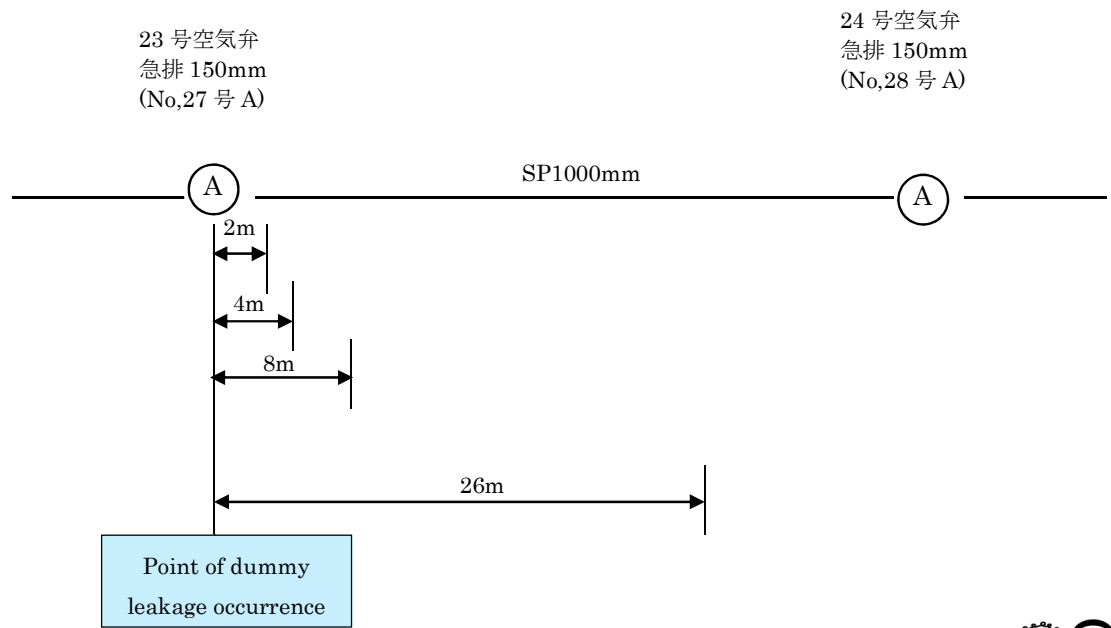 23 号空気弁
急排 150mm
(No,27 号 A)
24 号空気弁
急排 150mm
(No,28 号 A)
SP1000mm
A
A
2m
4m
8m
26m
Point of dummy
leakage occurrence